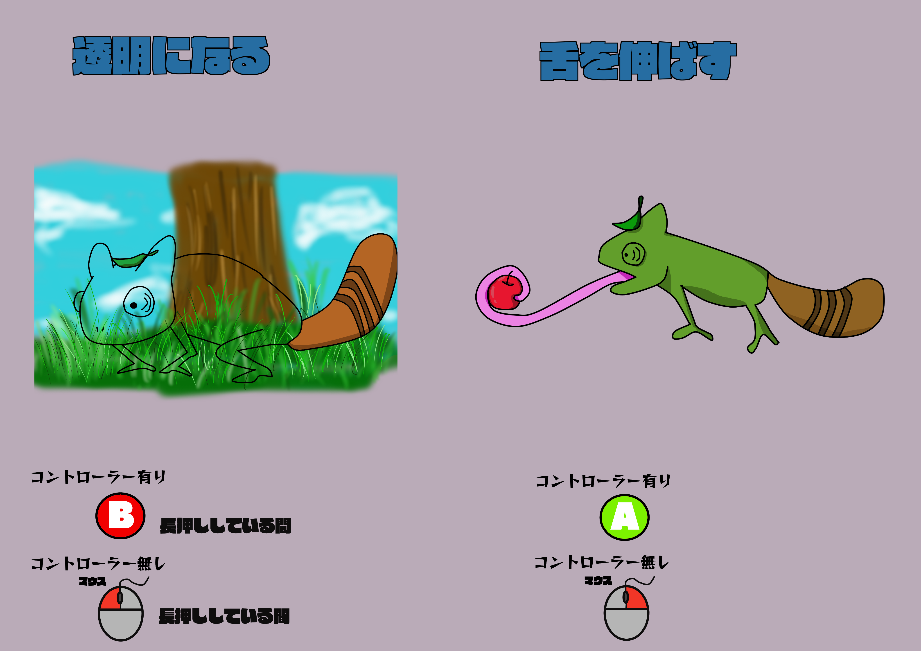 透明になる
コントローラー有り
B
長押ししている間
コントローラー無し
マウス
長押ししている間
舌を伸ばす
コントローラー有り
A
コントローラー無し
マウス